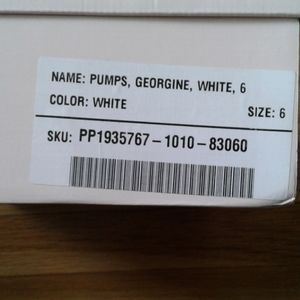 NAME: PUMPS, GEORGINE, WHITE, 6
COLOR: WHITE SIZE: 6
SKU: PP1935767-1010-83060